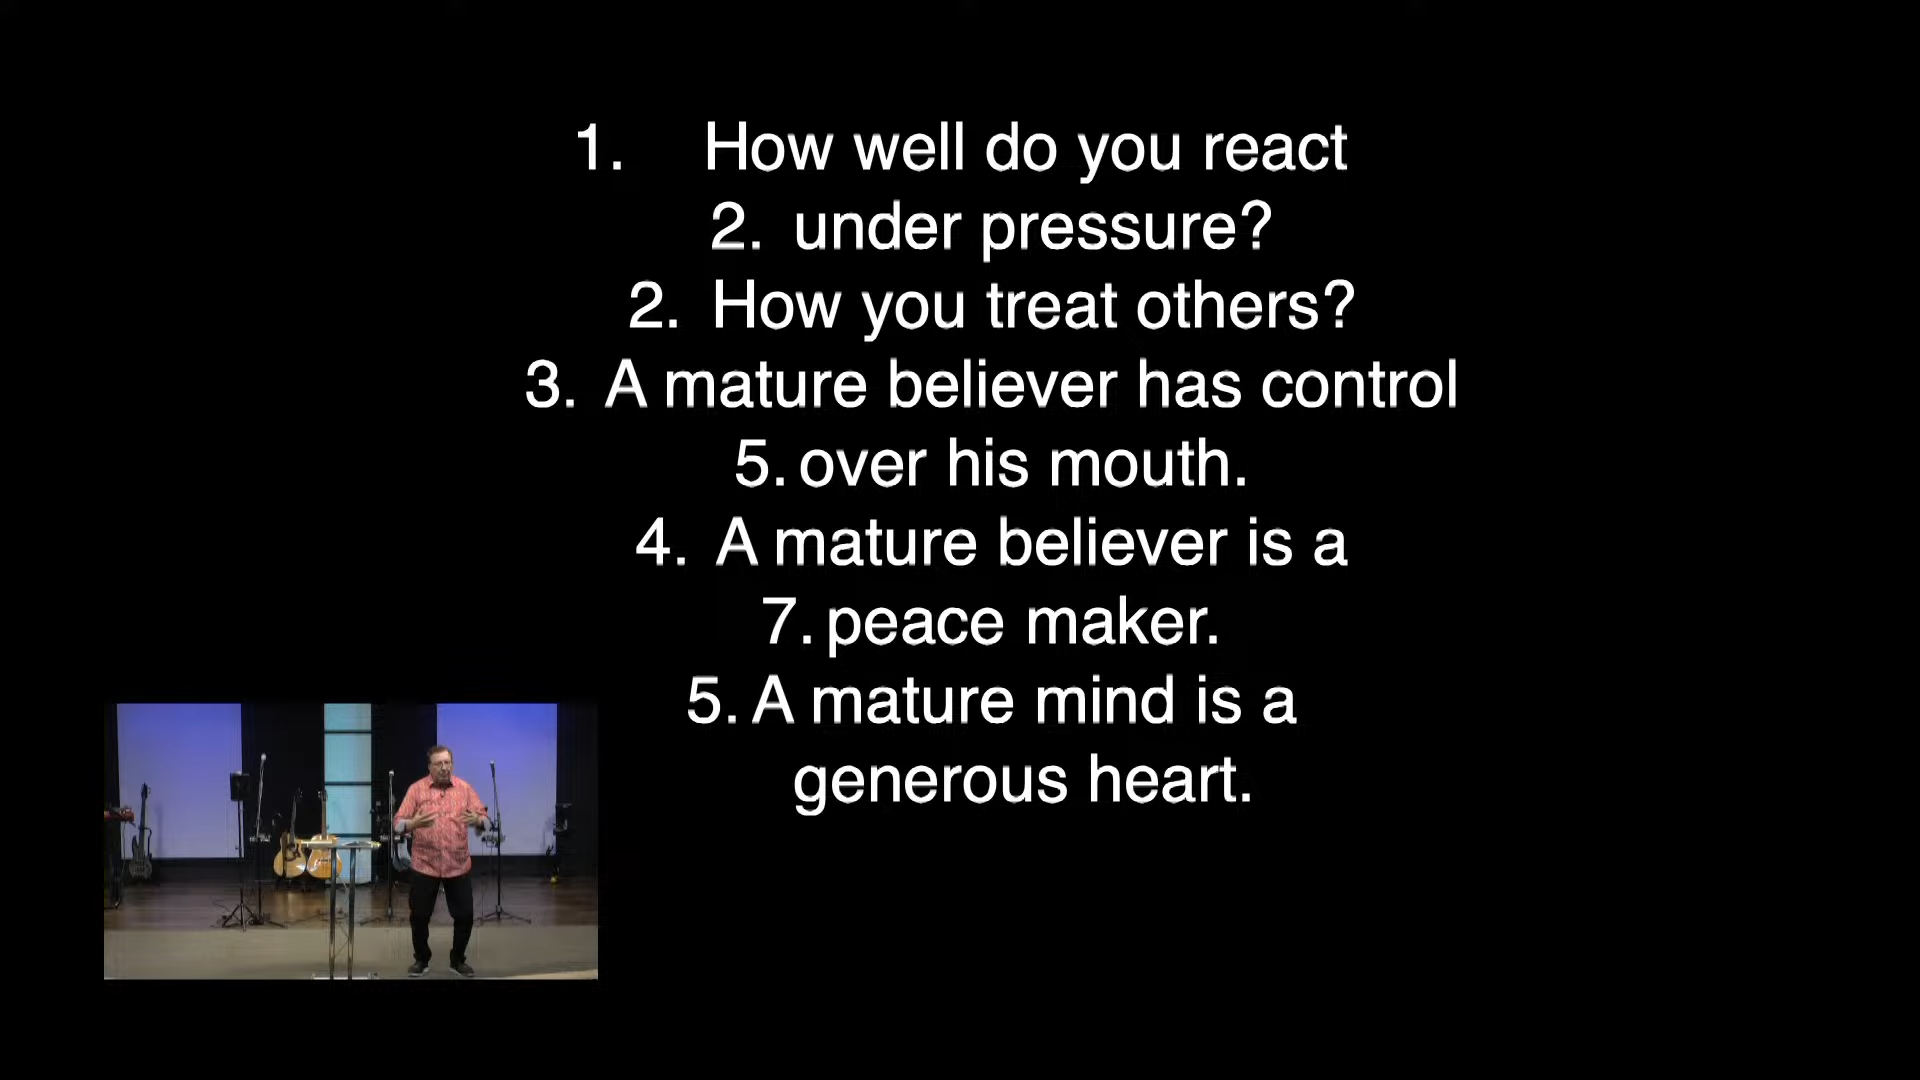 1. How well do you react
2. under pressure?
2. How you treat others?
3. A mature believer has control
5. over his mouth.
4. A mature believer is a
7. peace maker.
5. A mature mind is a
generous heart.